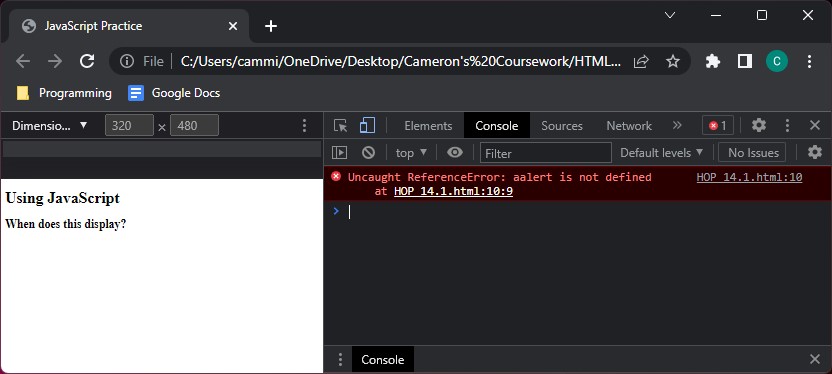 JavaScript Practice
File C:/Users/cammi/OneDrive/Desktop/Cameron's%20Coursework/HTML...
C
Programming Google Docs
Dimensio... 320 × 480
Elements Console Sources Network 1
top Filter Default levels No Issues
Uncaught ReferenceError: aalert is not defined HOP 14.1.html:10
at HOP 14.1.html:10:9
Using JavaScript
When does this display?
Console